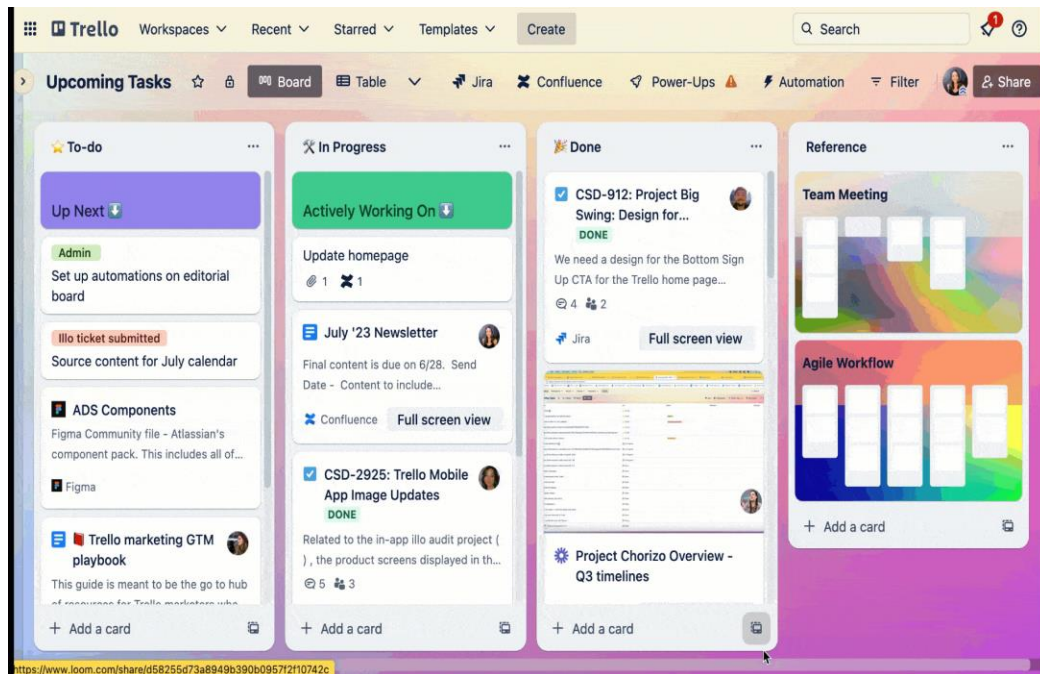 Trello Workspaces Recent Starred Templates Create Search
Upcoming Tasks Board Table Jira Confluence Power-Ups Automation Filter Share
To-do
Up Next
Admin
Set up automations on editorial
board
Illo ticket submitted
Source content for July calendar
ADS Components
Figma Community file - Atlassian's
component pack. This includes all of...
Figma
Trello marketing GTM
playbook
This guide is meant to be the go to hub
of resources for Trello marketers who
+ Add a card
In Progress
Actively Working On
Update homepage
1 1
July '23 Newsletter
Final content is due on 6/28. Send
Date - Content to include...
Confluence Full screen view
CSD-2925: Trello Mobile
App Image Updates
DONE
Related to the in-app illo audit project (
) , the product screens displayed in th...
5 3
+ Add a card
Done
CSD-912: Project Big
Swing: Design for...
DONE
We need a design for the Bottom Sign
Up CTA for the Trello home page...
4 2
Jira Full screen view
Project Chorizo Overview -
Q3 timelines
+ Add a card
Reference
Team Meeting
Agile Workflow
+ Add a card
https://www.loom.com/share/d58255d73a8949b390b0957f2f10742c